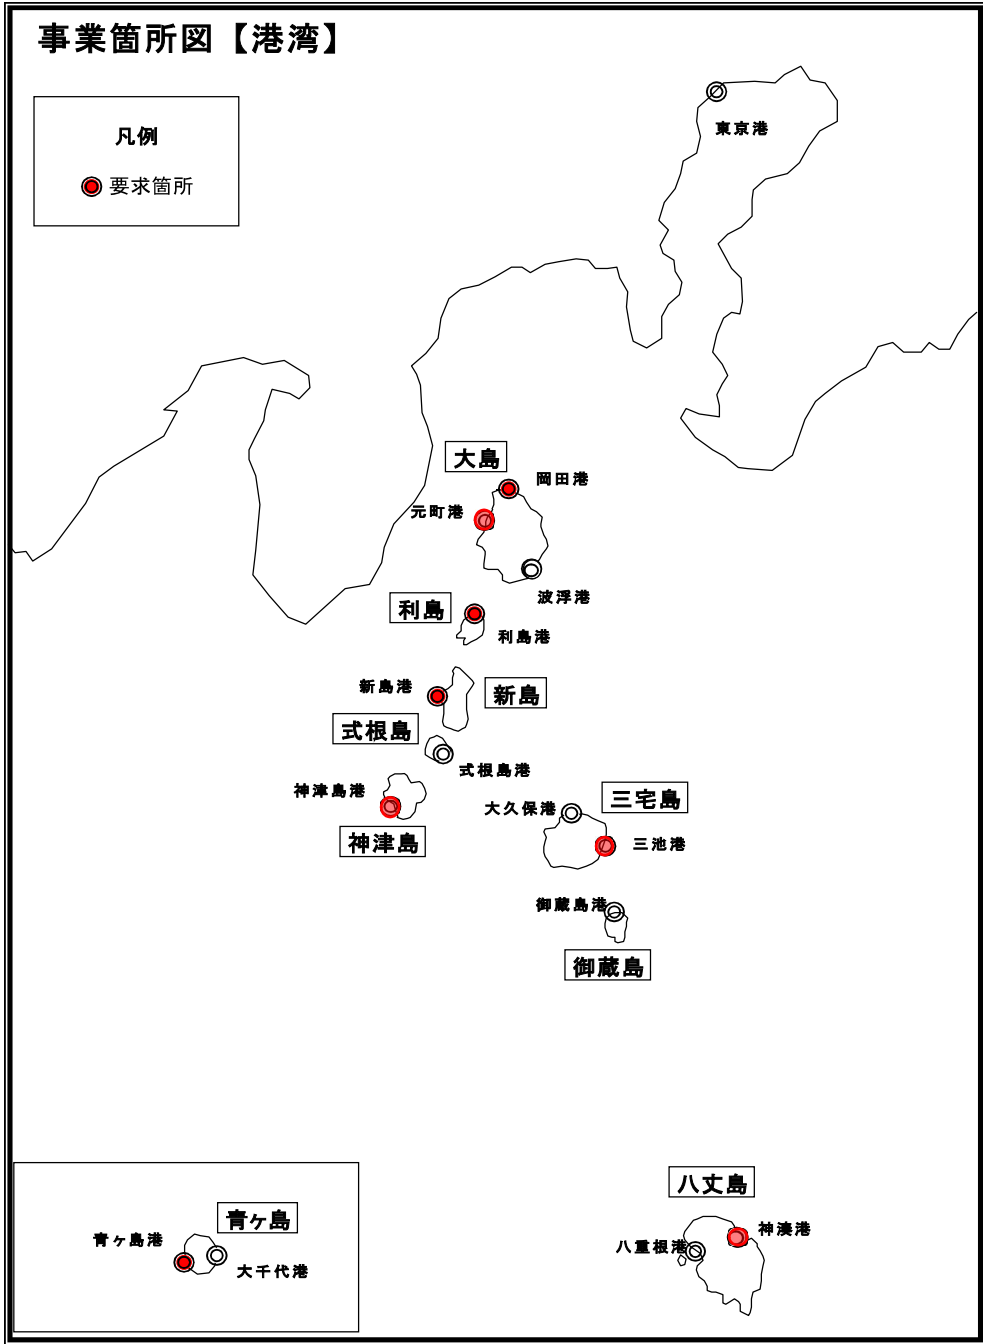 事業箇所図【港湾】
凡例
要求箇所
東京港
大島
岡田港
元町港
波浮港
利島
利島港
新島港
新島
式根島
式根島港
神津島港
神津島
大久保港
三宅島
三池港
御蔵島港
御蔵島
八丈島
神湊港
八重根港
青ヶ島
青ヶ島港
大千代港